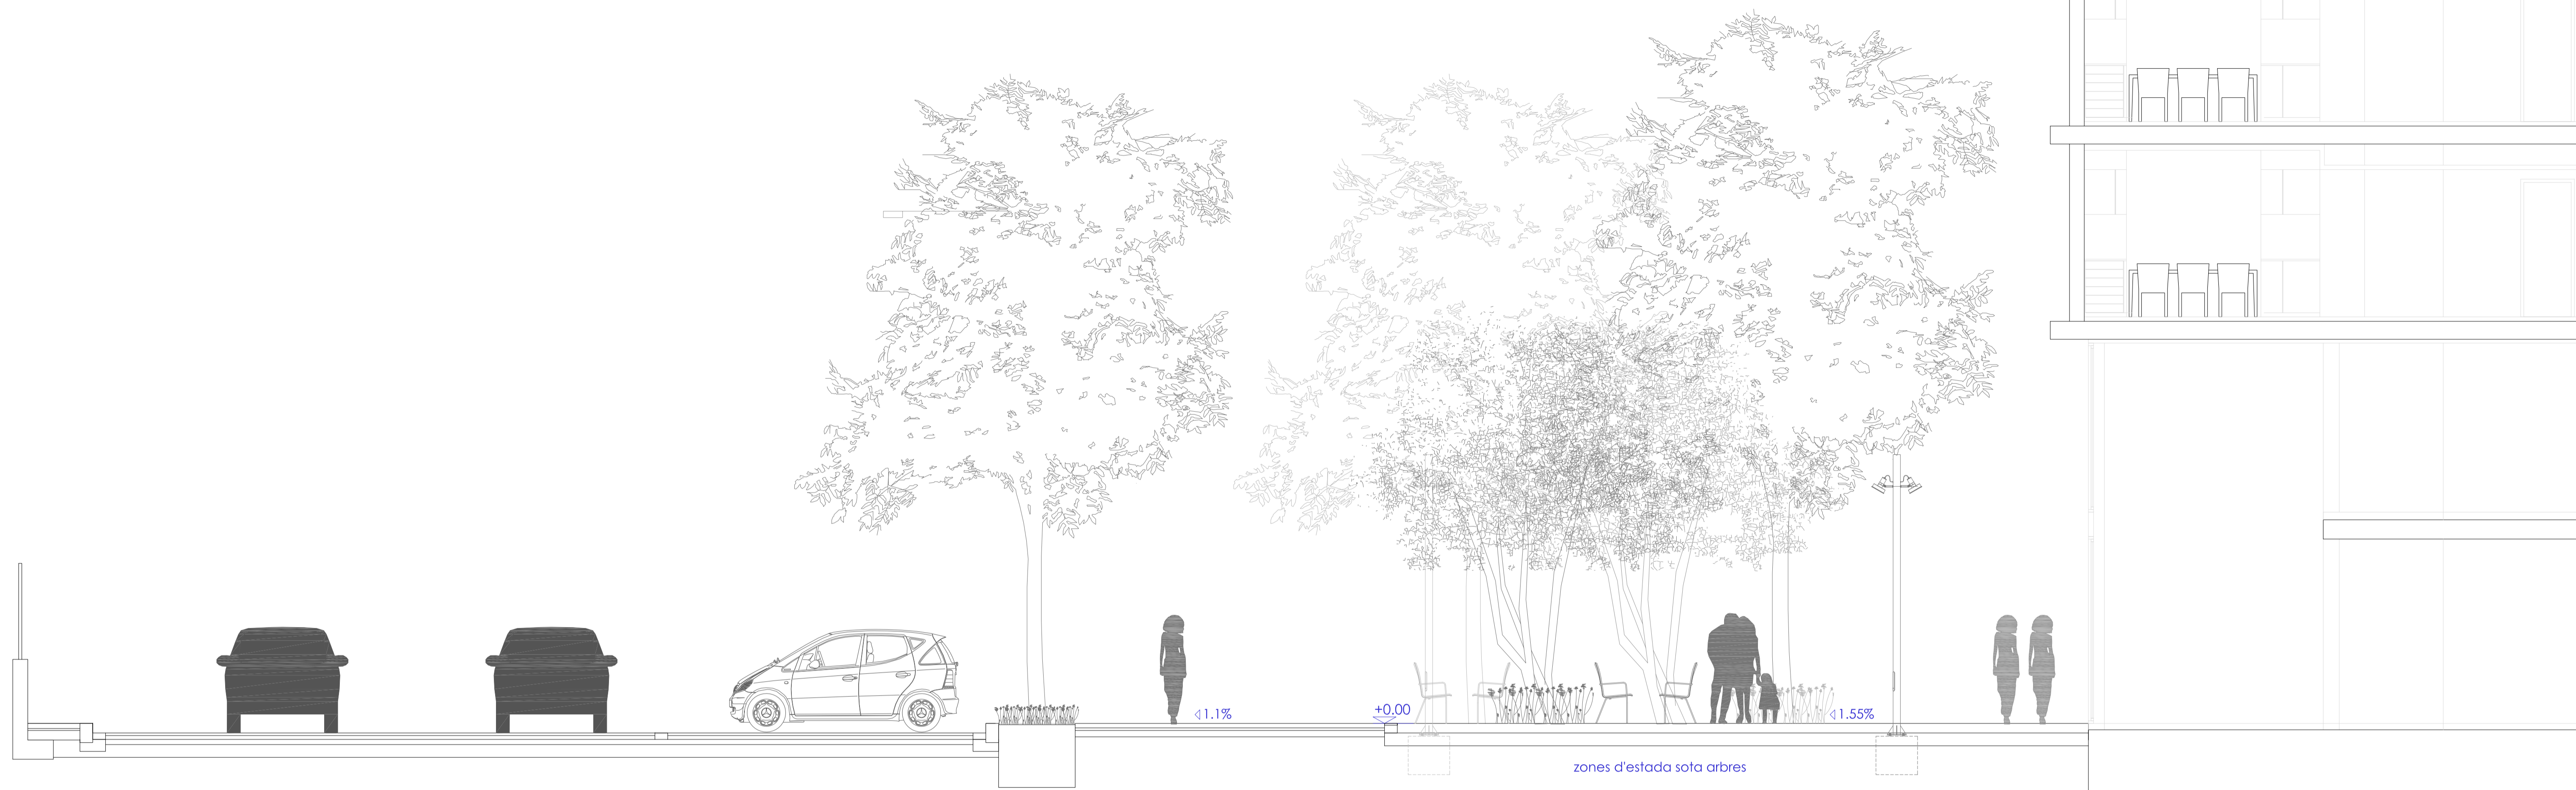 +0.00
1.1%
1.55%
zones d'estada sota arbres